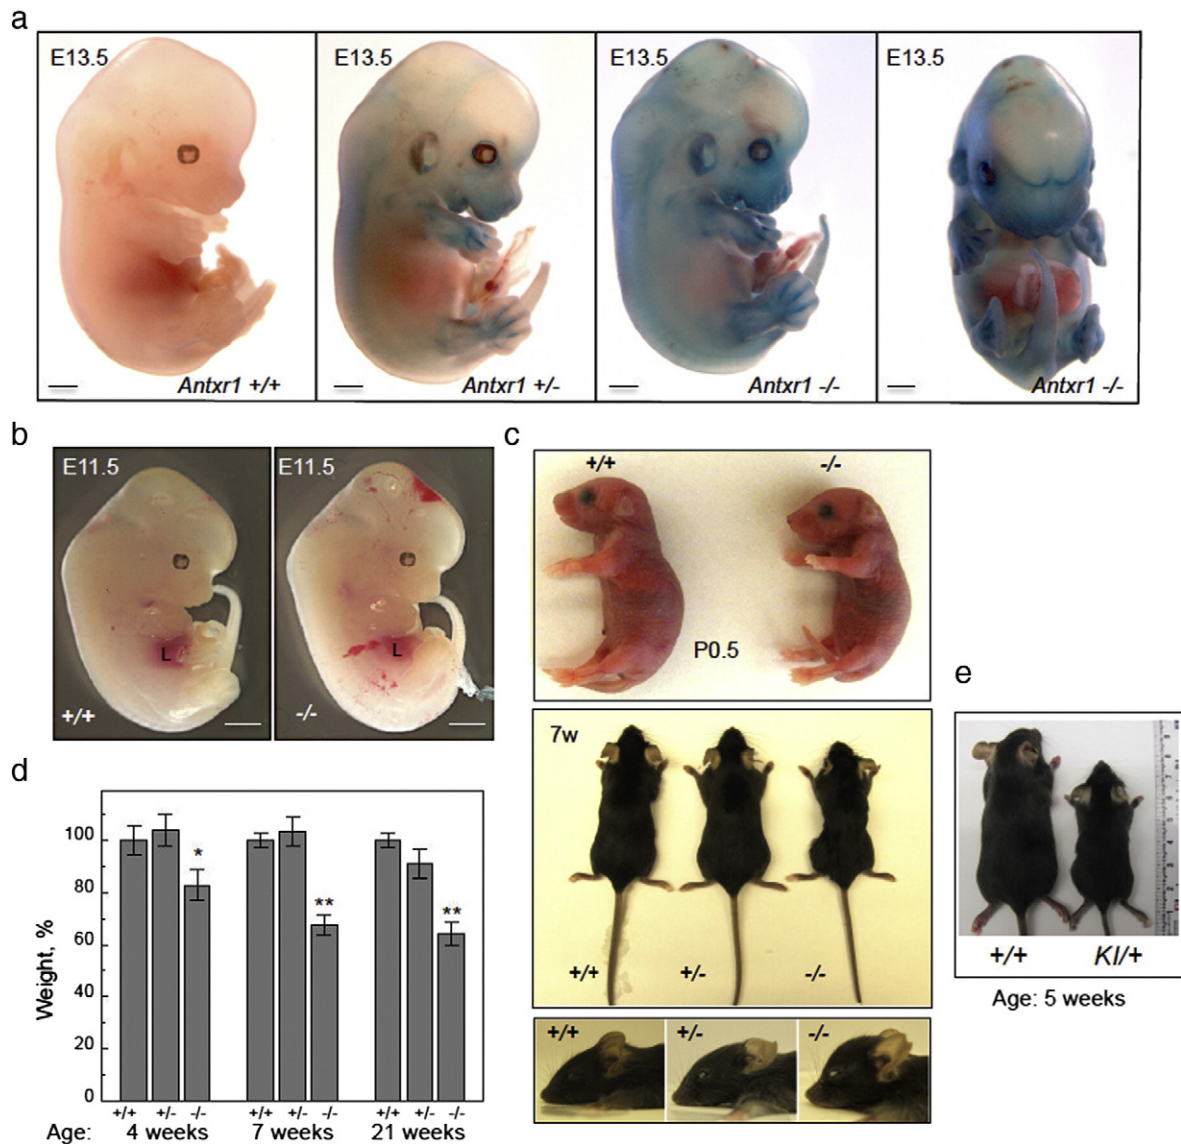 a
E13.5
E13.5
E13.5
E13.5
Antxr1 +/+
Antxr1 +/-
Antxr1 -/-
Antxr1 -/-
b
E11.5
E11.5
L
L
+/+
-/-
c
+/+
-/-
P0.5
7w
+/+
+/-
-/-
+/+
+/-
-/-
d
Weight, %
100
80
60
40
20
0
*
**
**
+/+ +/- -/- +/+ +/- -/- +/+ +/- -/-
Age: 4 weeks 7 weeks 21 weeks
e
+/+ KI/+
Age: 5 weeks